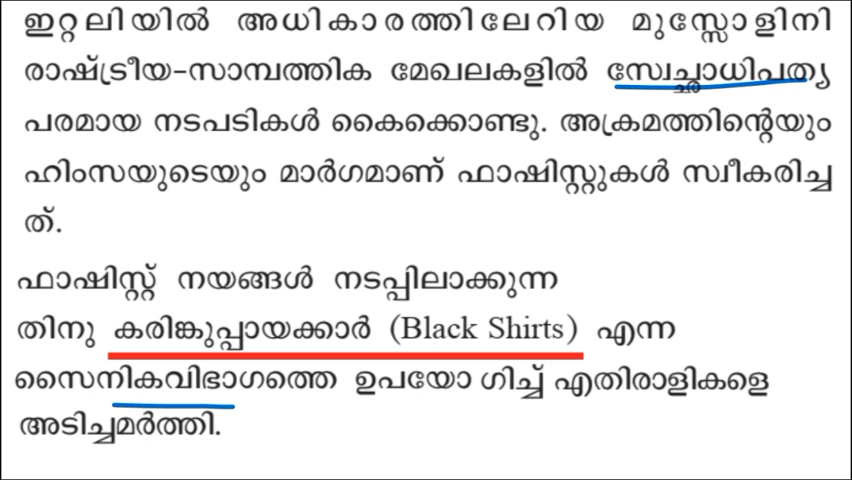 ഇറ്റലിയിൽ അധികാരത്തിലേറിയ മുസ്സോളിനി
രാഷ്ട്രീയ-സാമ്പത്തിക മേഖലകളിൽ സ്വേച്ഛാധിപത്യ
പരമായ നടപടികൾ കൈക്കൊണ്ടു. അക്രമത്തിന്റെയും
ഹിംസയുടെയും മാർഗമാണ് ഫാഷിസ്റ്റുകൾ സ്വീകരിച്ച
ത്.
ഫാഷിസ്റ്റ് നയങ്ങൾ നടപ്പിലാക്കുന്ന
തിനു കരിങ്കുപ്പായക്കാർ (Black Shirts) എന്ന
സൈനികവിഭാഗത്തെ ഉപയോ ഗിച്ച് എതിരാളികളെ
അടിച്ചമർത്തി.